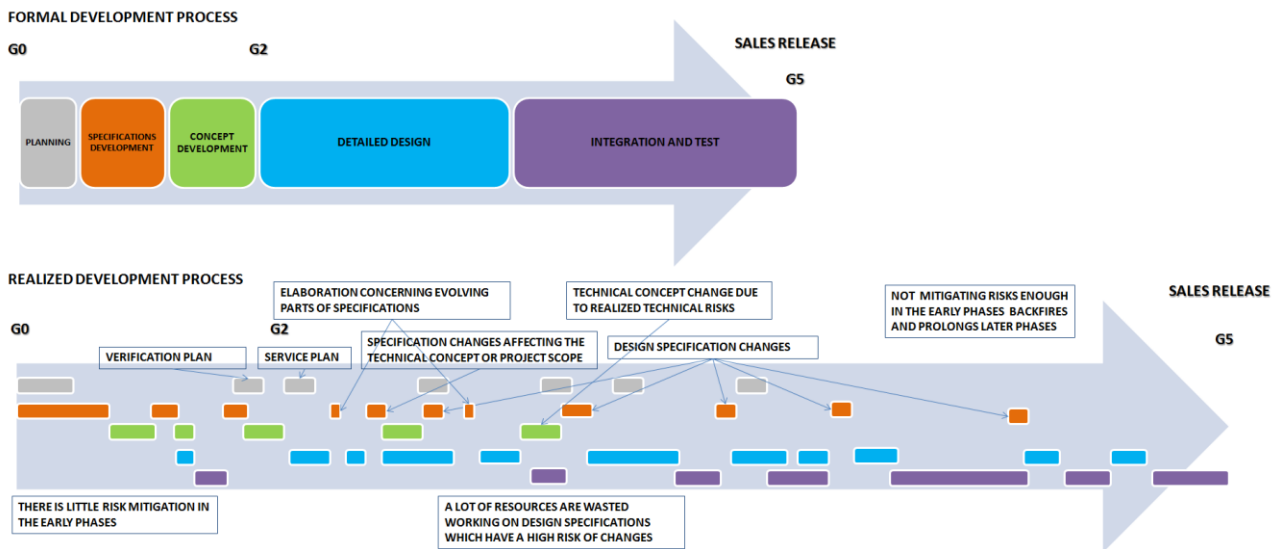 FORMAL DEVELOPMENT PROCESS
G0
G2
SALES RELEASE
G5
PLANNING
SPECIFICATIONS
DEVELOPMENT
CONCEPT
DEVELOPMENT
DETAILED DESIGN
INTEGRATION AND TEST
REALIZED DEVELOPMENT PROCESS
G0
G2
SALES RELEASE
G5
ELABORATION CONCERNING EVOLVING
PARTS OF SPECIFICATIONS
TECHNICAL CONCEPT CHANGE DUE
TO REALIZED TECHNICAL RISKS
NOT MITIGATING RISKS ENOUGH
IN THE EARLY PHASES BACKFIRES
AND PROLONGS LATER PHASES
VERIFICATION PLAN
SERVICE PLAN
SPECIFICATION CHANGES AFFECTING THE
TECHNICAL CONCEPT OR PROJECT SCOPE
DESIGN SPECIFICATION CHANGES
THERE IS LITTLE RISK MITIGATION IN
THE EARLY PHASES
A LOT OF RESOURCES ARE WASTED
WORKING ON DESIGN SPECIFICATIONS
WHICH HAVE A HIGH RISK OF CHANGES